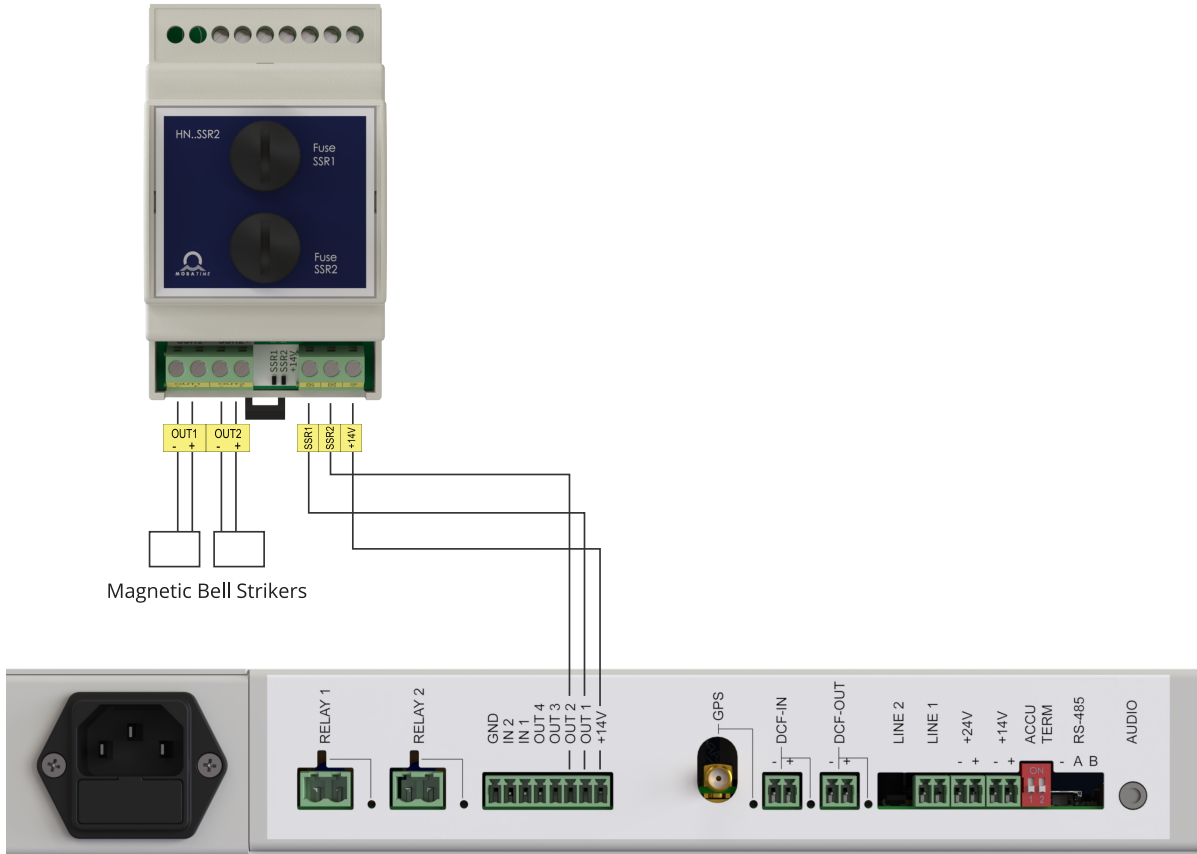 HN..SSR2
Fuse
SSR1
Fuse
SSR2
MOBATIME
SSR1
SSR2
+14V
OUT1
- +
OUT2
- +
SSR1
SSR2
+14V
Magnetic Bell Strikers
RELAY 1
RELAY 2
GND
IN 2
IN 1
OUT 4
OUT 3
OUT 2
OUT 1
+14V
GPS
DCF-IN
- +
DCF-OUT
- +
LINE 2
LINE 1
+24V
- +
+14V
- +
ACCU
TERM
ON
1 2
RS-485
- A B
AUDIO